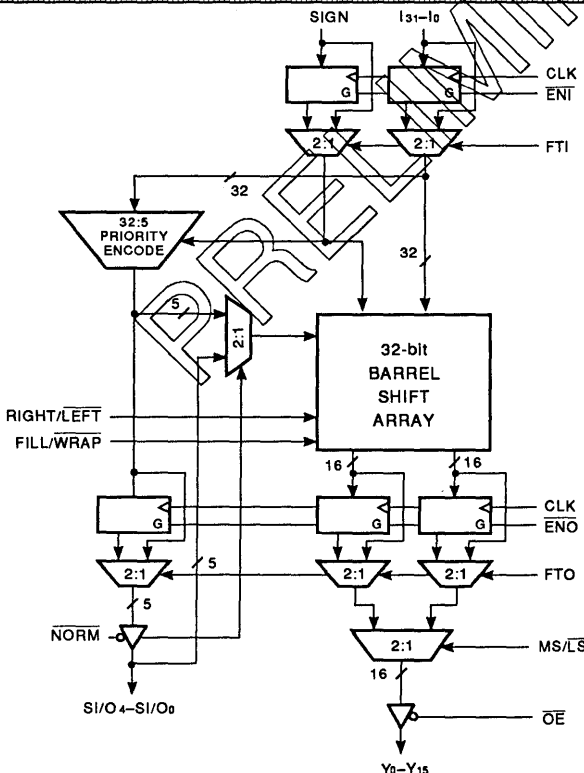 SIGN
I31–I0
CLK
G
G
ENI
2:1
2:1
FTI
32
32:5
PRIORITY
ENCODE
32
5
2:1
32-bit
BARREL
SHIFT
ARRAY
RIGHT/LEFT
FILL/WRAP
16
16
CLK
G
G
G
ENO
2:1
2:1
2:1
FTO
5
5
NORM
2:1
MS/LS
16
SI/O4–SI/O0
OE
Y0–Y15